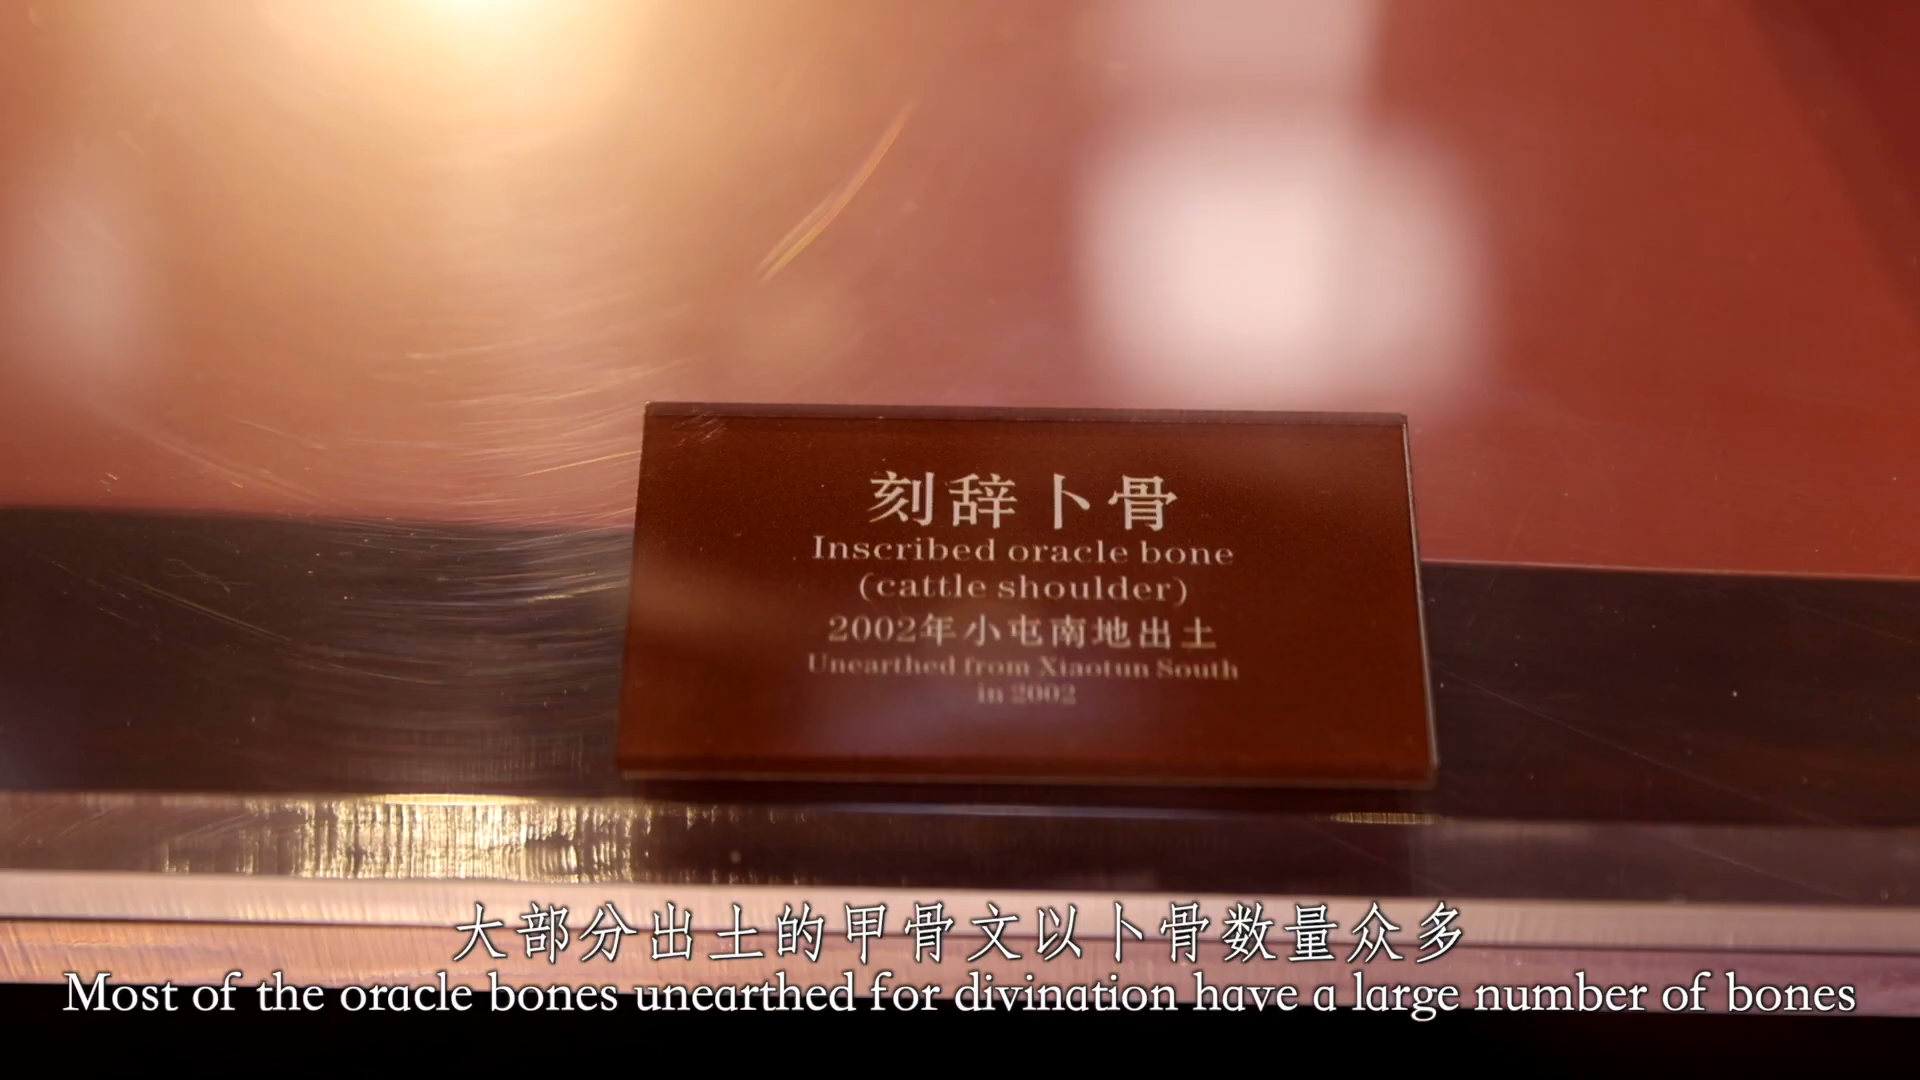 刻辞卜骨
Inscribed oracle bone
(cattle shoulder)
2002年小屯南地出土
Unearthed from Xiaotun South
in 2002
大部分出土的甲骨文以卜骨数量众多
Most of the oracle bones unearthed for divination have a large number of bones